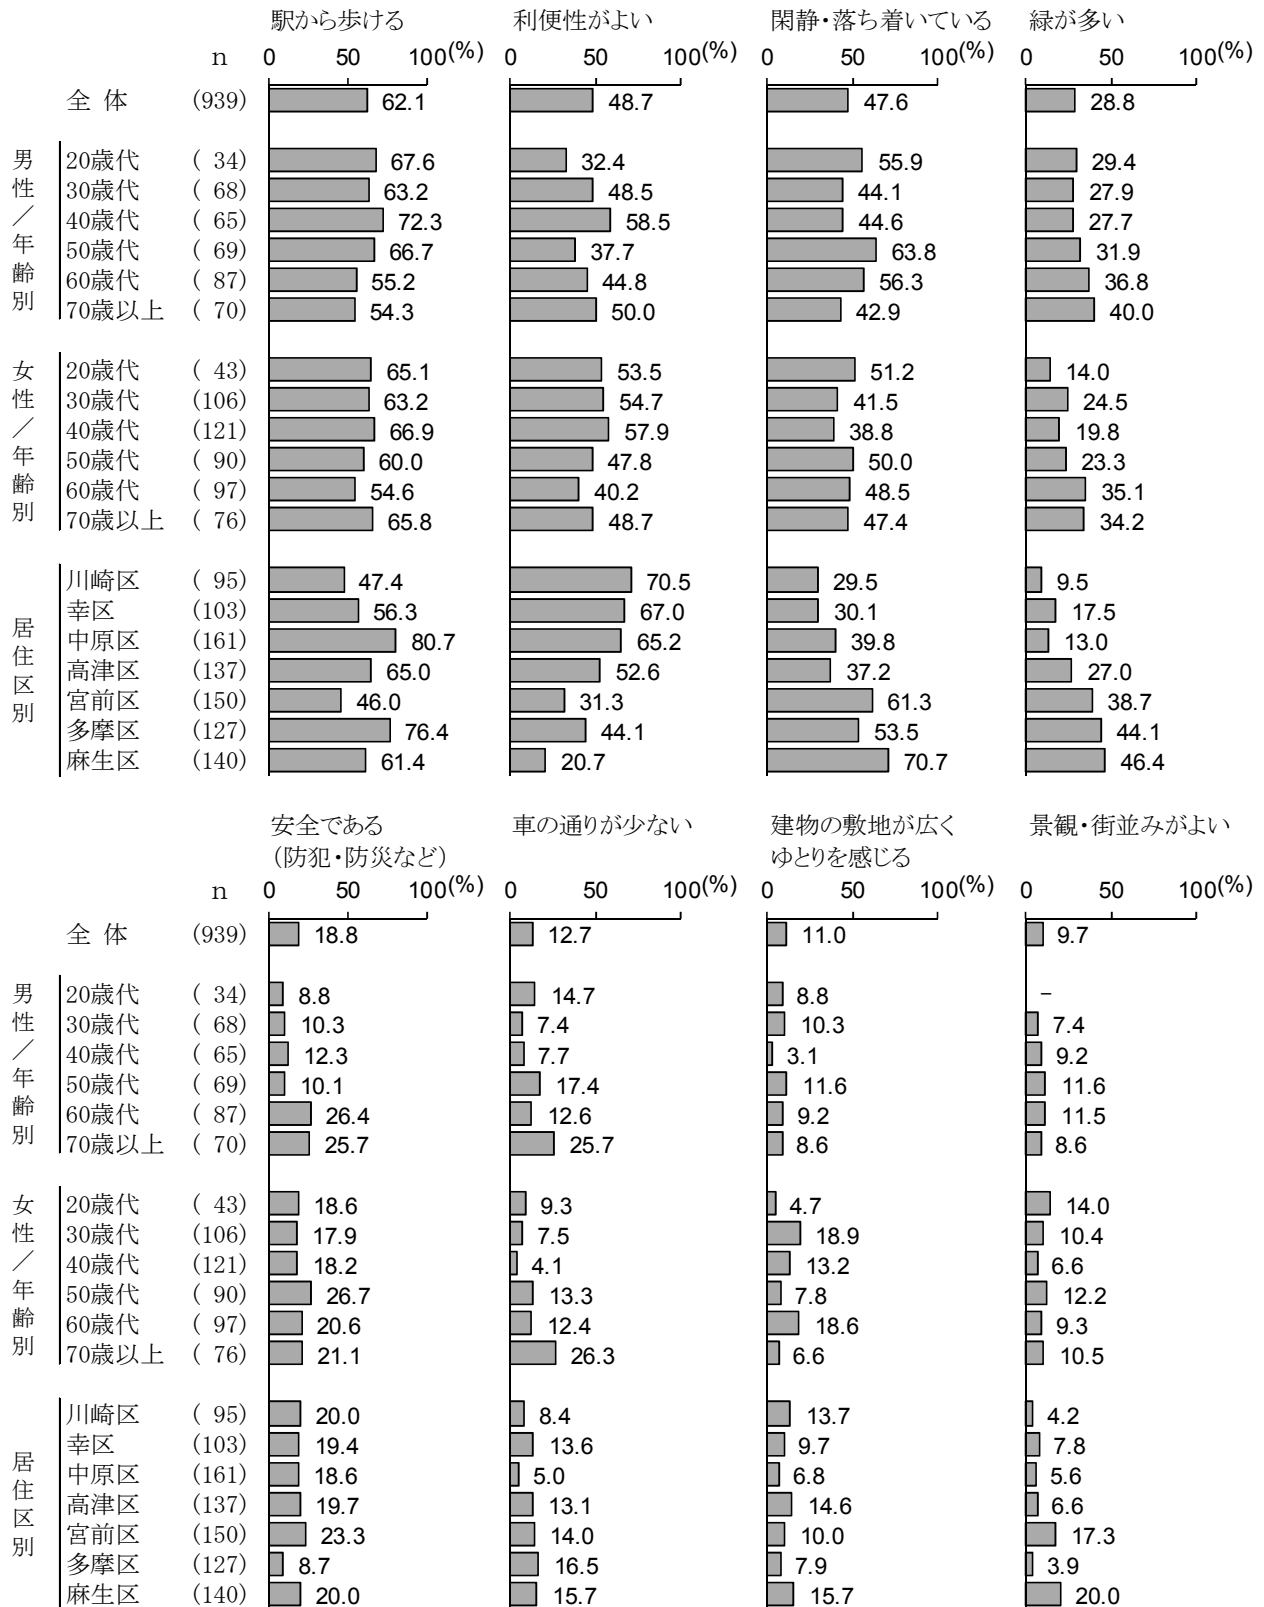 駅から歩ける 利便性がよい 閑静・落ち着いている 緑が多い
n 0 50 100(%) 0 50 100(%) 0 50 100(%) 0 50 100(%)
全 体 (939) 62.1 48.7 47.6 28.8
男性／年齢別
20歳代 ( 34) 67.6 32.4 55.9 29.4
30歳代 ( 68) 63.2 48.5 44.1 27.9
40歳代 ( 65) 72.3 58.5 44.6 27.7
50歳代 ( 69) 66.7 37.7 63.8 31.9
60歳代 ( 87) 55.2 44.8 56.3 36.8
70歳以上 ( 70) 54.3 50.0 42.9 40.0
女性／年齢別
20歳代 ( 43) 65.1 53.5 51.2 14.0
30歳代 (106) 63.2 54.7 41.5 24.5
40歳代 (121) 66.9 57.9 38.8 19.8
50歳代 ( 90) 60.0 47.8 50.0 23.3
60歳代 ( 97) 54.6 40.2 48.5 35.1
70歳以上 ( 76) 65.8 48.7 47.4 34.2
居住区別
川崎区 ( 95) 47.4 70.5 29.5 9.5
幸区 (103) 56.3 67.0 30.1 17.5
中原区 (161) 80.7 65.2 39.8 13.0
高津区 (137) 65.0 52.6 37.2 27.0
宮前区 (150) 46.0 31.3 61.3 38.7
多摩区 (127) 76.4 44.1 53.5 44.1
麻生区 (140) 61.4 20.7 70.7 46.4
安全である 車の通りが少ない 建物の敷地が広く 景観・街並みがよい
（防犯・防災など） ゆとりを感じる
n 0 50 100(%) 0 50 100(%) 0 50 100(%) 0 50 100(%)
全 体 (939) 18.8 12.7 11.0 9.7
男性／年齢別
20歳代 ( 34) 8.8 14.7 8.8 －
30歳代 ( 68) 10.3 7.4 10.3 7.4
40歳代 ( 65) 12.3 7.7 3.1 9.2
50歳代 ( 69) 10.1 17.4 11.6 11.6
60歳代 ( 87) 26.4 12.6 9.2 11.5
70歳以上 ( 70) 25.7 25.7 8.6 8.6
女性／年齢別
20歳代 ( 43) 18.6 9.3 4.7 14.0
30歳代 (106) 17.9 7.5 18.9 10.4
40歳代 (121) 18.2 4.1 13.2 6.6
50歳代 ( 90) 26.7 13.3 7.8 12.2
60歳代 ( 97) 20.6 12.4 18.6 9.3
70歳以上 ( 76) 21.1 26.3 6.6 10.5
居住区別
川崎区 ( 95) 20.0 8.4 13.7 4.2
幸区 (103) 19.4 13.6 9.7 7.8
中原区 (161) 18.6 5.0 6.8 5.6
高津区 (137) 19.7 13.1 14.6 6.6
宮前区 (150) 23.3 14.0 10.0 17.3
多摩区 (127) 8.7 16.5 7.9 3.9
麻生区 (140) 20.0 15.7 15.7 20.0